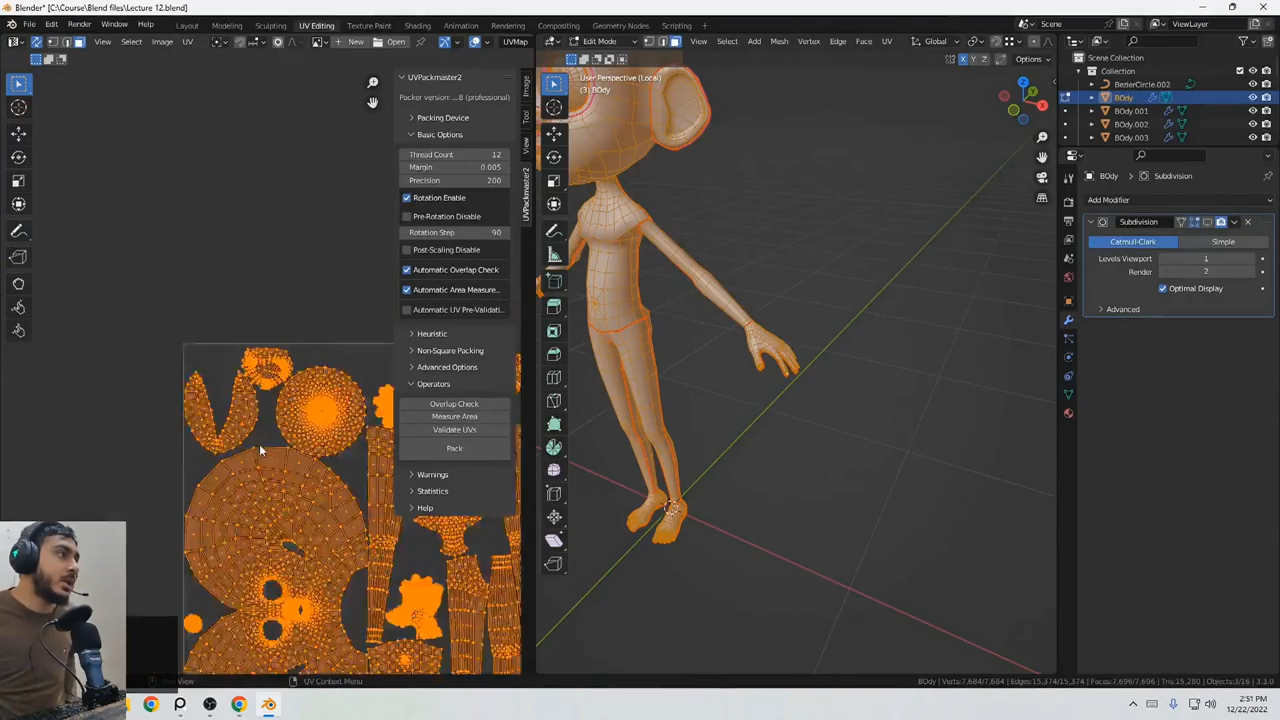 Blender* [C:\Course\Blend files\Lecture 12.blend]
File Edit Render Window Help Layout Modeling Sculpting UV Editing Texture Paint Shading Animation Rendering Compositing Geometry Nodes Scripting + Scene ViewLayer
View Select Image UV New Open UVMap Edit Mode View Select Add Mesh Vertex Edge Face UV Global
X Y Z Options
UVPackmaster2
Packer version: ...8 (professional)
Packing Device
Basic Options
Thread Count 12
Margin 0.005
Precision 200
Rotation Enable
Pre-Rotation Disable
Rotation Step 90
Post-Scaling Disable
Automatic Overlap Check
Automatic Area Measure...
Automatic UV Pre-Validati...
Heuristic
Non-Square Packing
Advanced Options
Operators
Overlap Check
Measure Area
Validate UVs
Pack
Warnings
Statistics
Help
Image
Tool
View
UVPackmaster2
User Perspective (Local)
(3) BOdy
Z
Y
X
Scene Collection
Collection
BezierCircle.002
BOdy
BOdy.001
BOdy.002
BOdy.003
BOdy Subdivision
Add Modifier
Subdivision
Catmull-Clark Simple
Levels Viewport 1
Render 2
Optimal Display
Advanced
UV Context Menu
BOdy | Verts:7,684/7,684 | Edges:15,374/15,374 | Faces:7,696/7,696 | Tris:15,280 | Objects:3/16 | 3.3.0
2:51 PM
12/22/2022